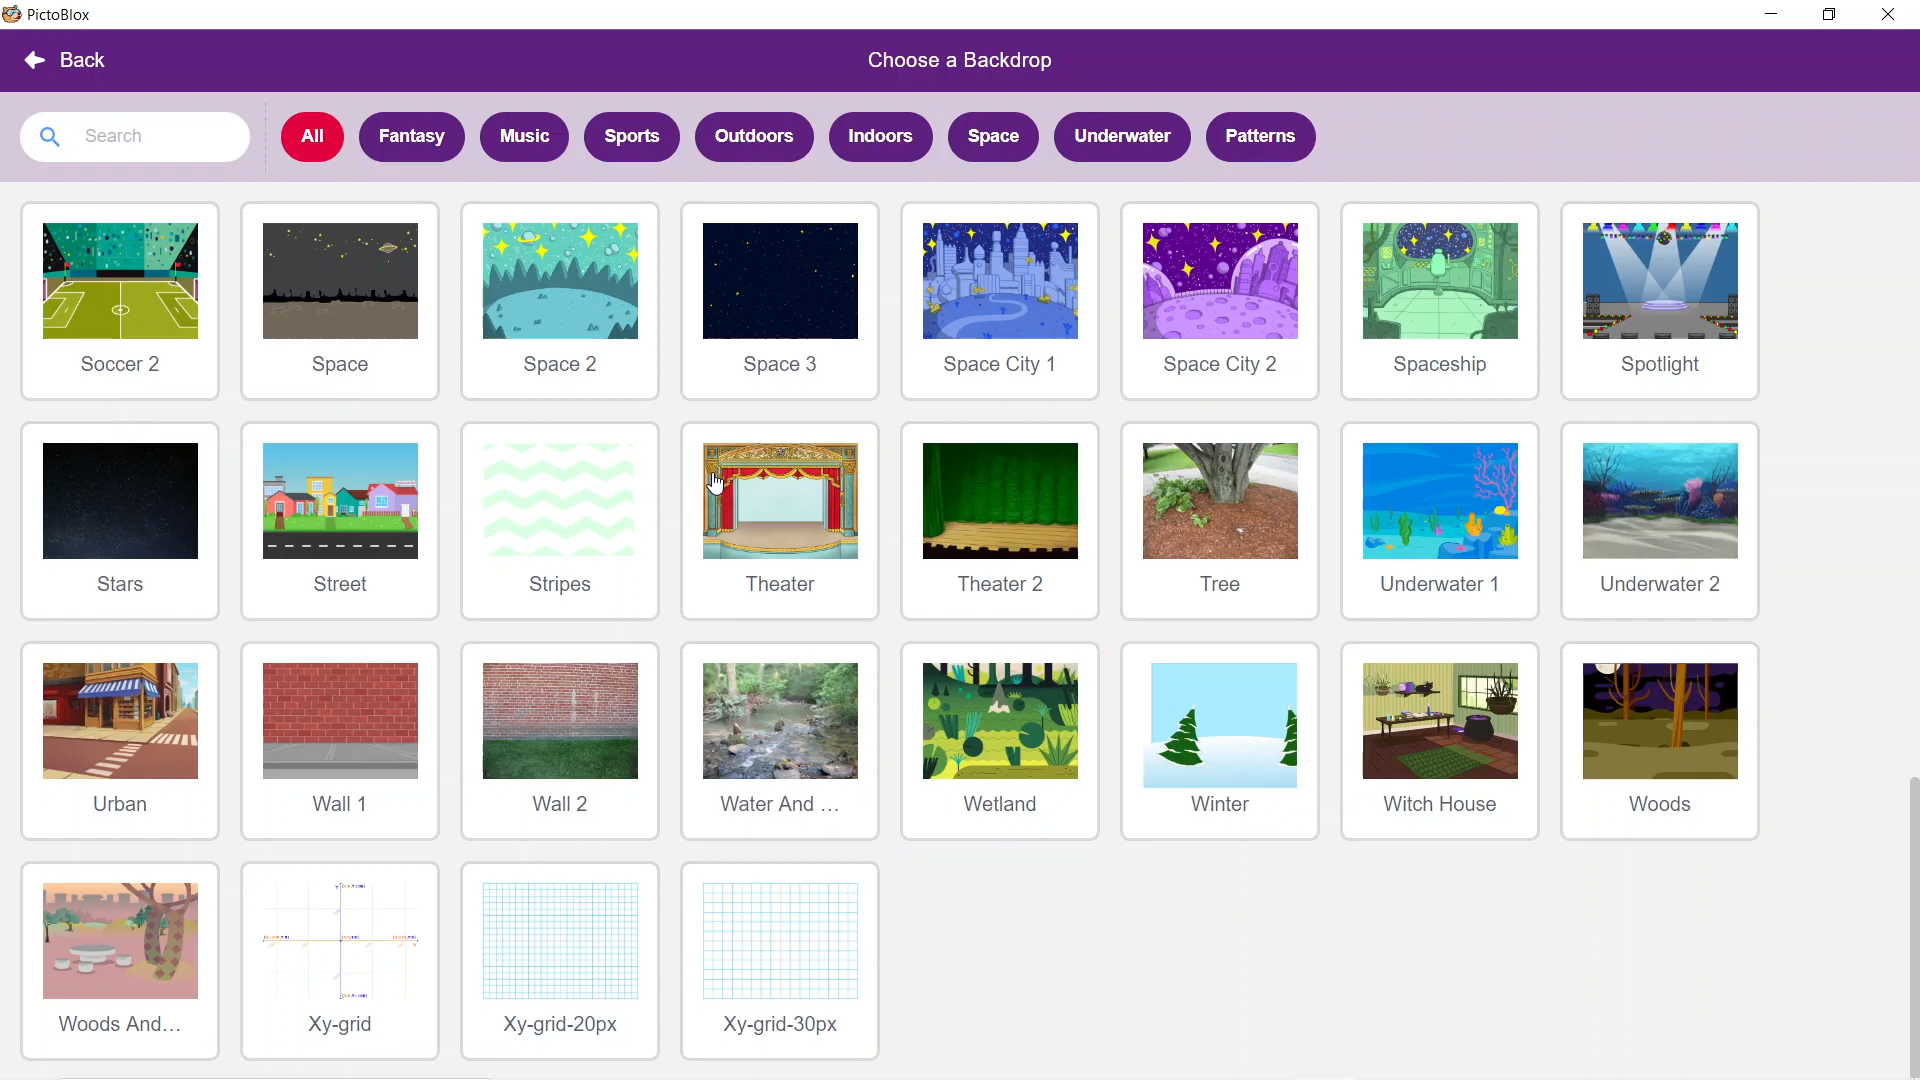 PictoBlox
Back
Choose a Backdrop
Search
All
Fantasy
Music
Sports
Outdoors
Indoors
Space
Underwater
Patterns
Soccer 2
Space
Space 2
Space 3
Space City 1
Space City 2
Spaceship
Spotlight
Stars
Street
Stripes
Theater
Theater 2
Tree
Underwater 1
Underwater 2
Urban
Wall 1
Wall 2
Water And ...
Wetland
Winter
Witch House
Woods
Woods And...
Xy-grid
Xy-grid-20px
Xy-grid-30px